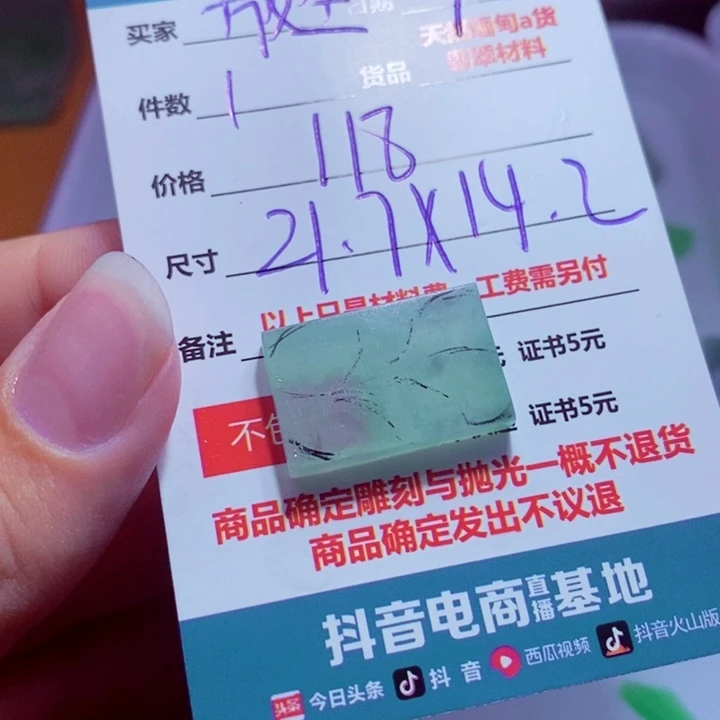 买家
日期
天然缅甸a货
翡翠材料
件数 1
货品
价格 118
尺寸 21.7X14.2
以上只是材料费 工费需另付
备注
证书5元
不包
证书5元
商品确定雕刻与抛光一概不退货
商品确定发出不议退
抖音电商直播基地
头条 今日头条 抖音 西瓜视频 抖音火山版